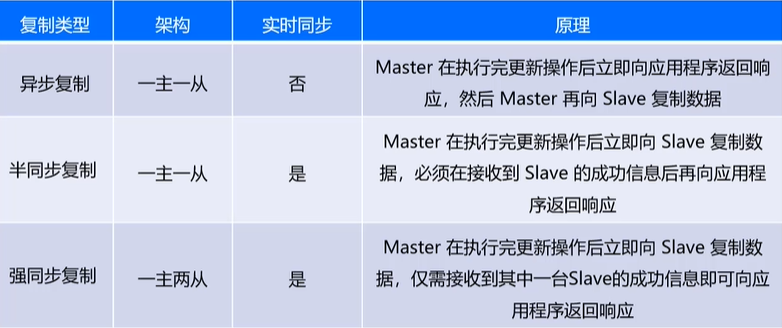 复制类型 架构 实时同步 原理
异步复制 一主一从 否 Master 在执行完更新操作后立即向应用程序返回响
应，然后 Master 再向 Slave 复制数据
半同步复制 一主一从 是 Master 在执行完更新操作后立即向 Slave 复制数
据，必须在接收到 Slave 的成功信息后再向应用程
序返回响应
强同步复制 一主两从 是 Master 在执行完更新操作后立即向 Slave 复制数
据，仅需接收到其中一台Slave的成功信息即可向应
用程序返回响应